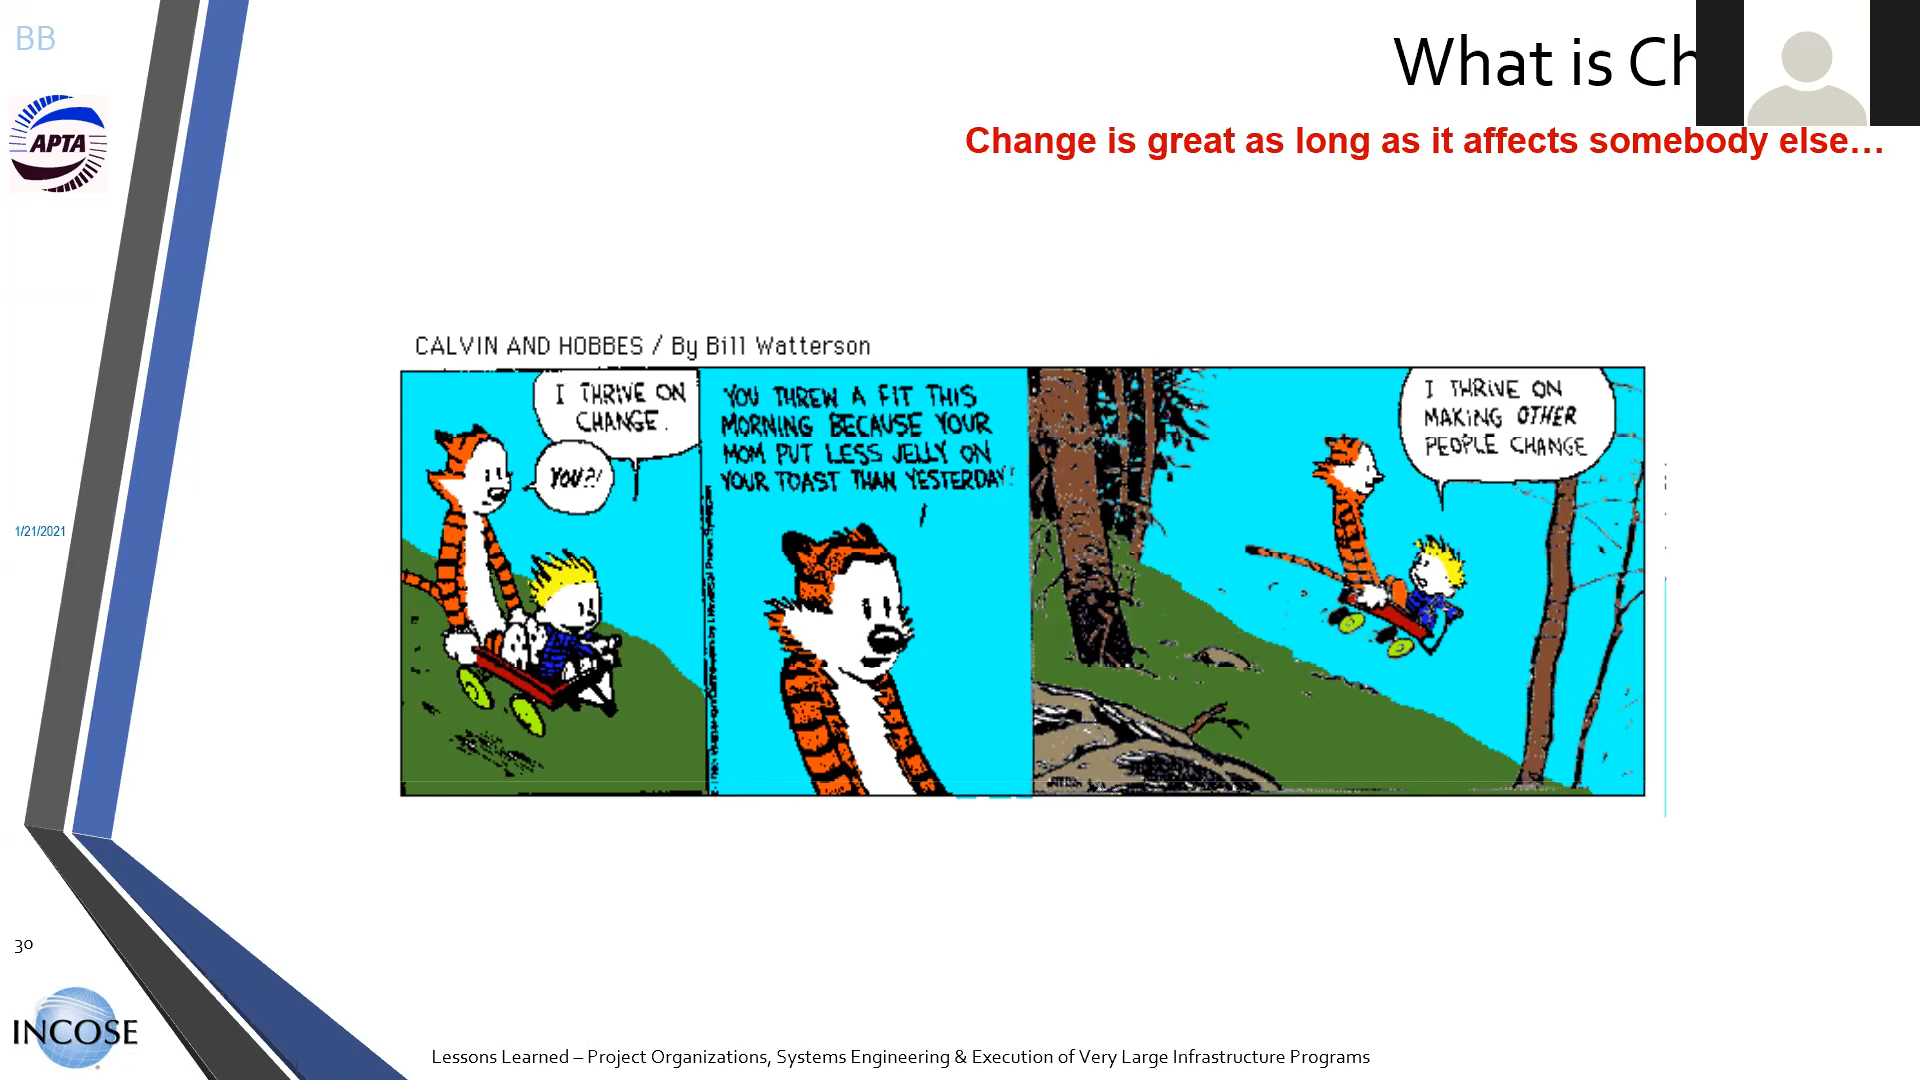 BB
What is Ch
Change is great as long as it affects somebody else...
APTA
CALVIN AND HOBBES / By Bill Watterson
I THRIVE ON
CHANGE.
YOU?!
YOU THREW A FIT THIS
MORNING BECAUSE YOUR
MOM PUT LESS JELLY ON
YOUR TOAST THAN YESTERDAY!
I THRIVE ON
MAKING OTHER
PEOPLE CHANGE
1/21/2021
30
INCOSE
Lessons Learned – Project Organizations, Systems Engineering & Execution of Very Large Infrastructure Programs